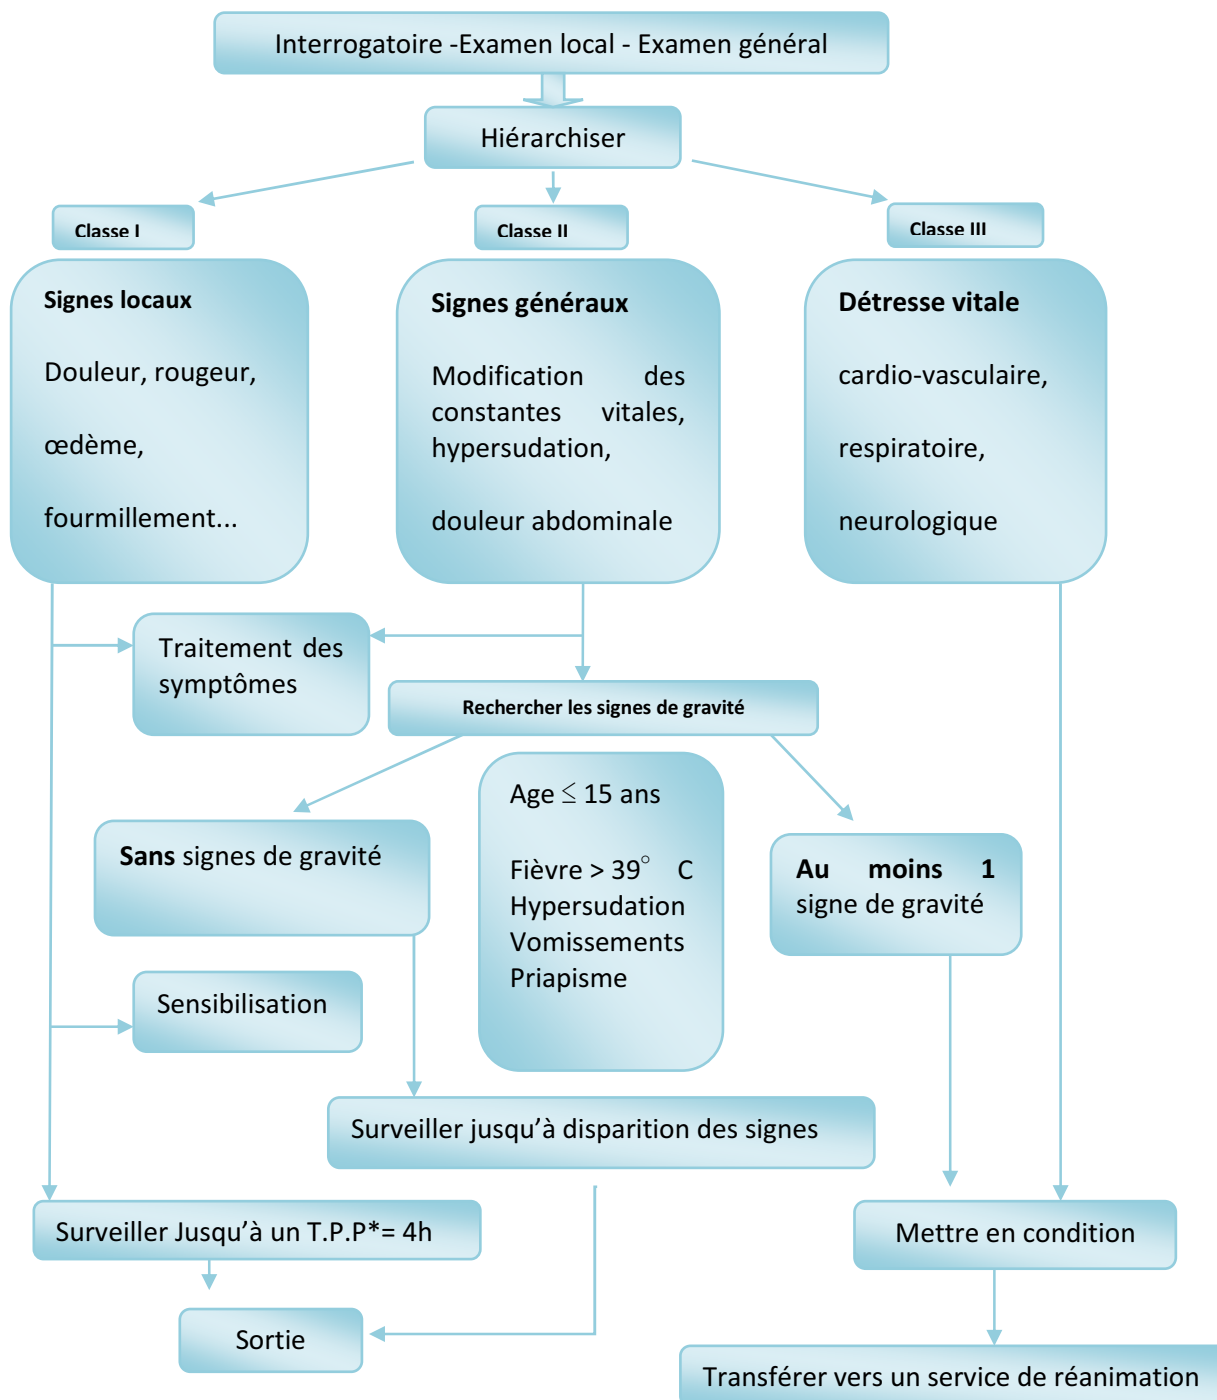 Interrogatoire -Examen local - Examen général
Hiérarchiser
Classe I
Classe II
Classe III
Signes locaux
Douleur, rougeur,
œdème,
fourmillement...
Signes généraux
Modification des
constantes vitales,
hypersudation,
douleur abdominale
Détresse vitale
cardio-vasculaire,
respiratoire,
neurologique
Traitement des
symptômes
Rechercher les signes de gravité
Sans signes de gravité
Age ≤ 15 ans
Fièvre > 39° C
Hypersudation
Vomissements
Priapisme
Au moins 1
signe de gravité
Sensibilisation
Surveiller jusqu’à disparition des signes
Surveiller Jusqu’à un T.P.P*= 4h
Mettre en condition
Sortie
Transférer vers un service de réanimation